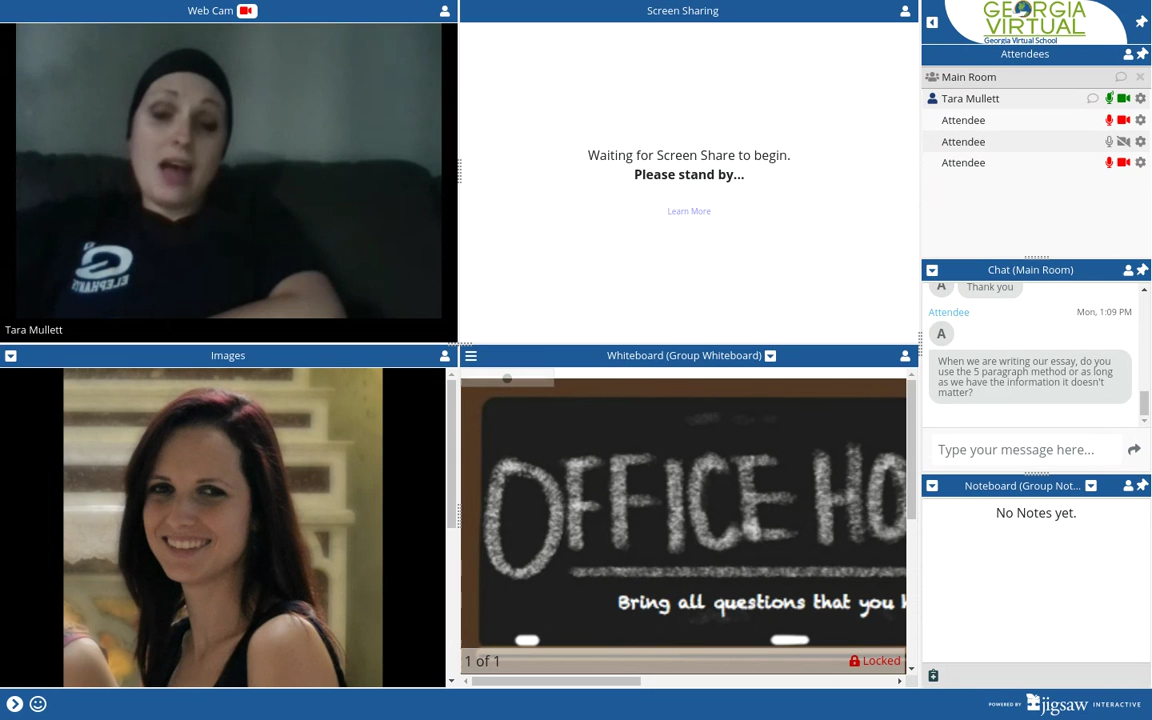 Web Cam
Tara Mullett
Screen Sharing
Waiting for Screen Share to begin.
Please stand by...
Learn More
Images
Whiteboard (Group Whiteboard)
OFFICE HO
Bring all questions that you h
1 of 1
Locked
GEORGIA
VIRTUAL
Georgia Virtual School
Attendees
Main Room
Tara Mullett
Attendee
Attendee
Attendee
Chat (Main Room)
A Thank you
Attendee Mon, 1:09 PM
A
When we are writing our essay, do you
use the 5 paragraph method or as long
as we have the information it doesn't
matter?
Type your message here...
Noteboard (Group Not...
No Notes yet.
POWERED BY jigsaw INTERACTIVE